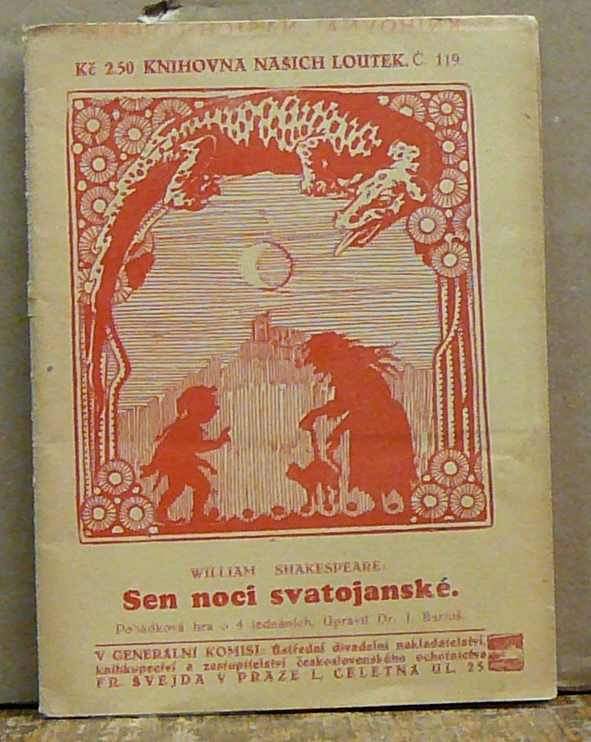 Kč 2.50 KNIHOVNA NAŠICH LOUTEK. Č. 119.
WILLIAM SHAKESPEARE:
Sen noci svatojanské.
Pohádková hra o 4 jednáních. Upravil Dr. J. Bartoš.
V GENERÁLNÍ KOMISI: Ústřední divadelní nakladatelství,
knihkupectví a zastupitelství československého ochotnictva
FR. ŠVEJDA V PRAZE I., CELETNÁ UL. 25